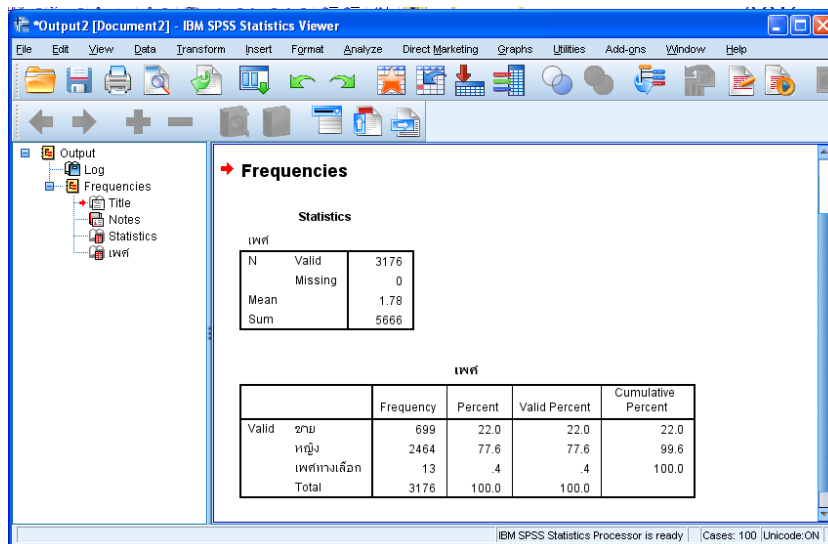 *Output2 [Document2] - IBM SPSS Statistics Viewer
File Edit View Data Transform Insert Format Analyze Direct Marketing Graphs Utilities Add-ons Window Help
Output
Log
Frequencies
Title
Notes
Statistics
เพศ
Frequencies
Statistics
เพศ
N Valid 3176
Missing 0
Mean 1.78
Sum 5666
เพศ
Frequency Percent Valid Percent Cumulative Percent
Valid ชาย 699 22.0 22.0 22.0
หญิง 2464 77.6 77.6 99.6
เพศทางเลือก 13 .4 .4 100.0
Total 3176 100.0 100.0
IBM SPSS Statistics Processor is ready Cases: 100 Unicode:ON